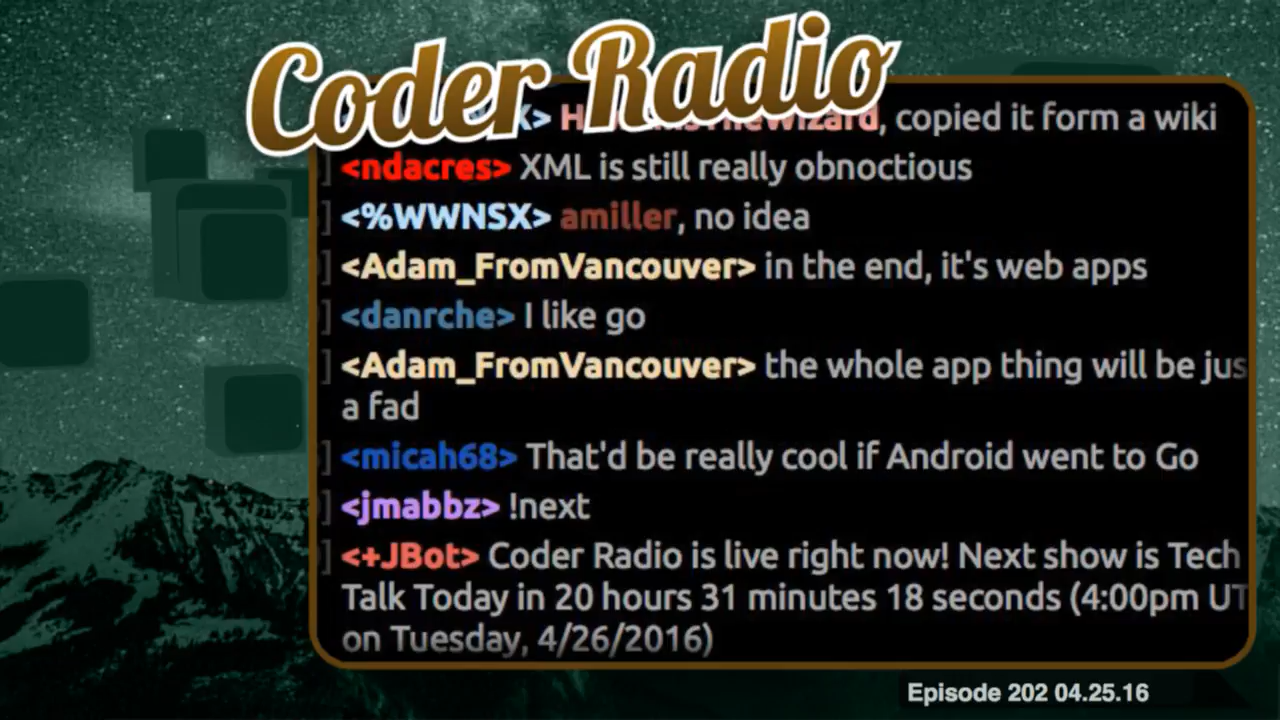 Coder Radio
X> H TheWizard, copied it form a wiki
] <ndacres> XML is still really obnoctious
] <%WWNSX> amiller, no idea
] <Adam_FromVancouver> in the end, it's web apps
] <danrche> I like go
] <Adam_FromVancouver> the whole app thing will be jus
a fad
] <micah68> That'd be really cool if Android went to Go
] <jmabbz> !next
] <+JBot> Coder Radio is live right now! Next show is Tech
Talk Today in 20 hours 31 minutes 18 seconds (4:00pm UT
on Tuesday, 4/26/2016)
Episode 202 04.25.16